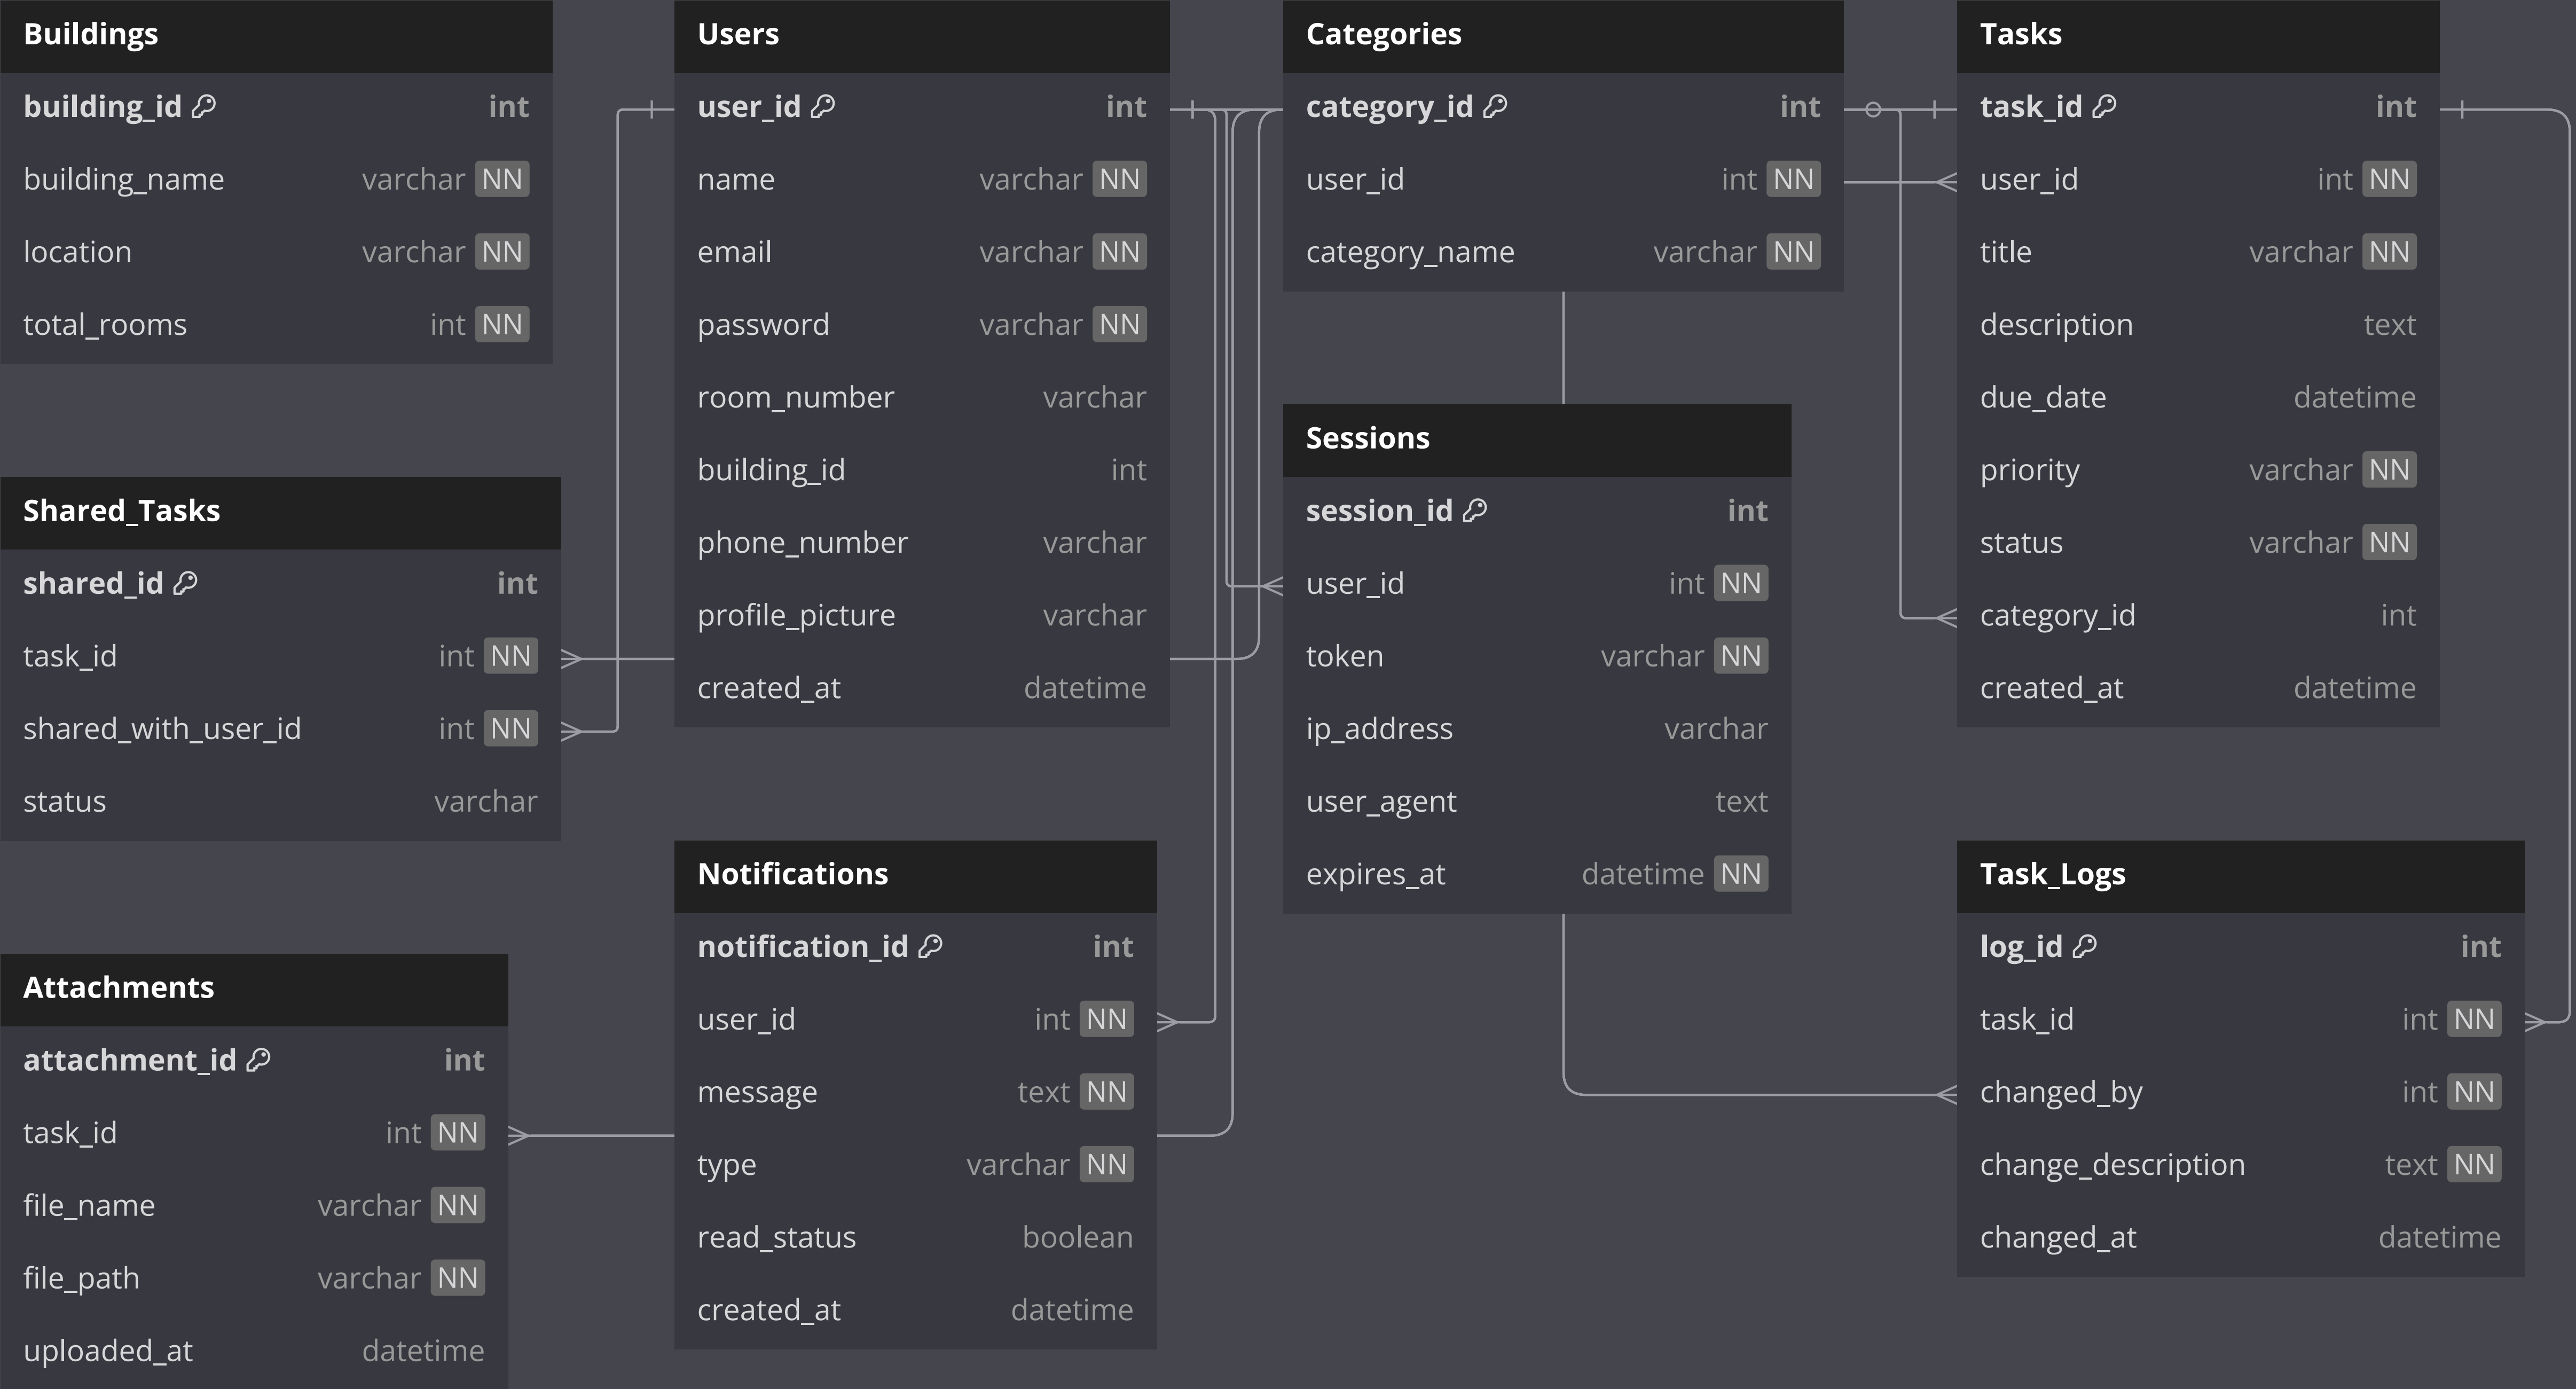 Buildings
building_id int
building_name varchar NN
location varchar NN
total_rooms int NN
Users
user_id int
name varchar NN
email varchar NN
password varchar NN
room_number varchar
building_id int
phone_number varchar
profile_picture varchar
created_at datetime
Categories
category_id int
user_id int NN
category_name varchar NN
Tasks
task_id int
user_id int NN
title varchar NN
description text
due_date datetime
priority varchar NN
status varchar NN
category_id int
created_at datetime
Shared_Tasks
shared_id int
task_id int NN
shared_with_user_id int NN
status varchar
Sessions
session_id int
user_id int NN
token varchar NN
ip_address varchar
user_agent text
expires_at datetime NN
Attachments
attachment_id int
task_id int NN
file_name varchar NN
file_path varchar NN
uploaded_at datetime
Notifications
notification_id int
user_id int NN
message text NN
type varchar NN
read_status boolean
created_at datetime
Task_Logs
log_id int
task_id int NN
changed_by int NN
change_description text NN
changed_at datetime